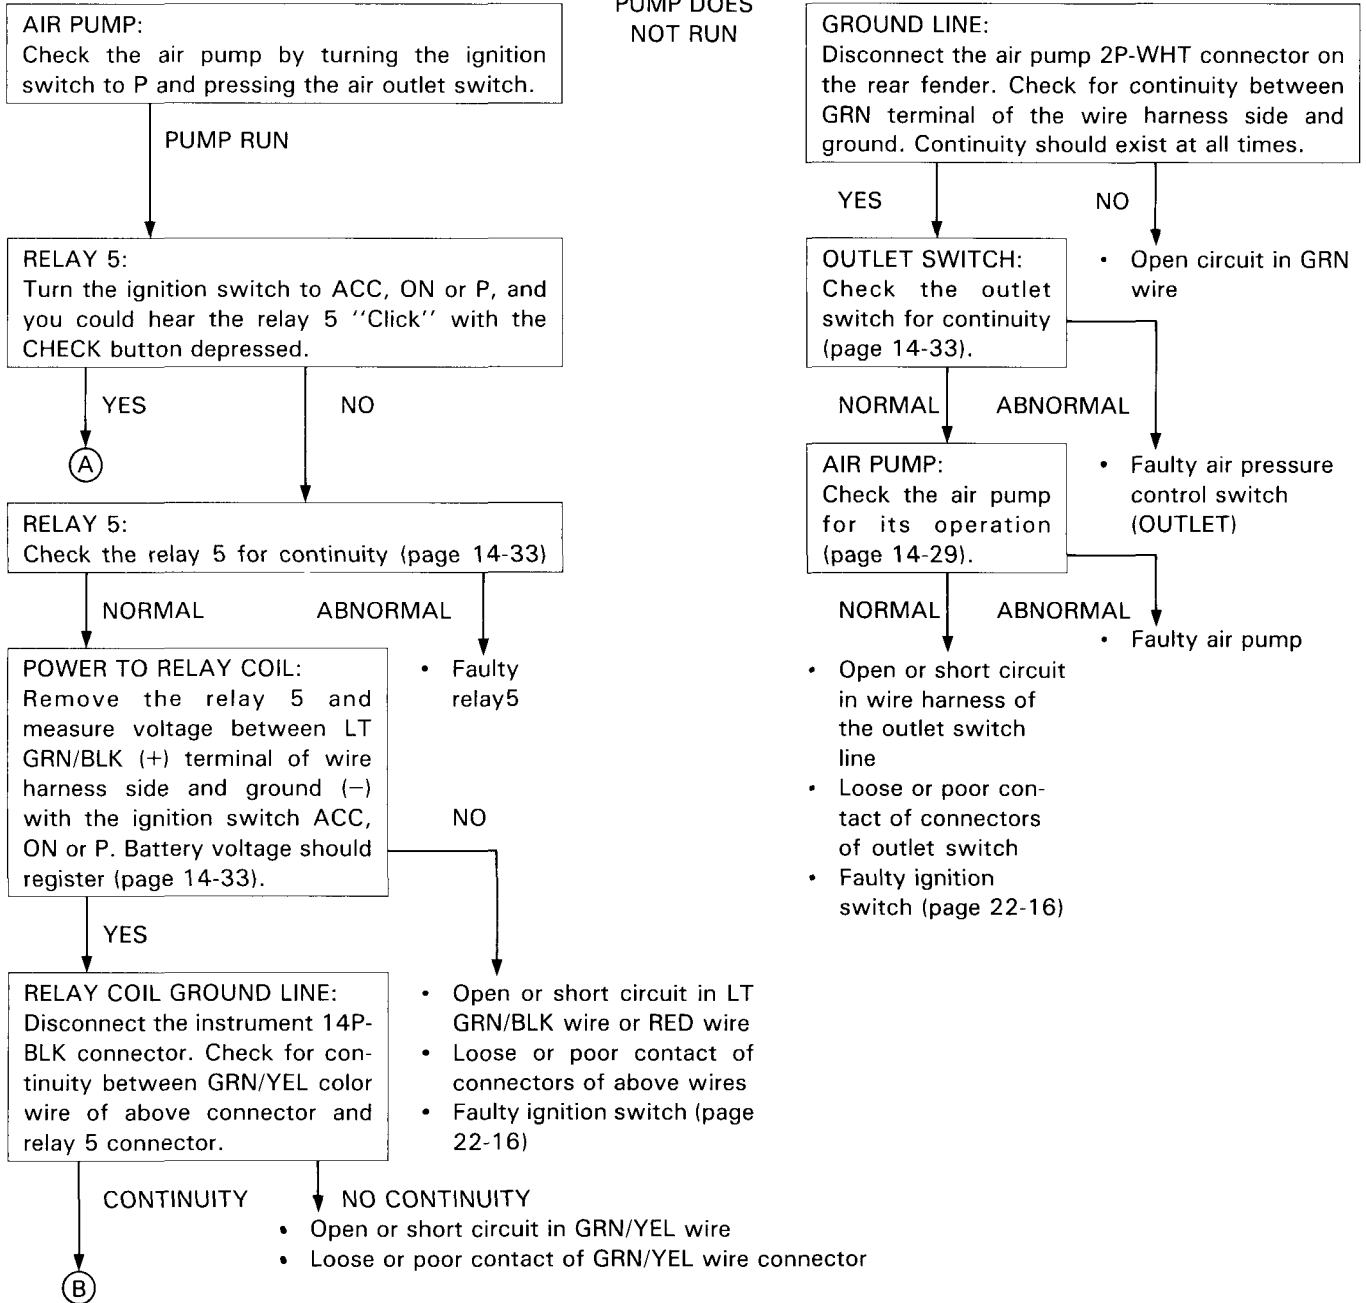 AIR PUMP:
Check the air pump by turning the ignition
switch to P and pressing the air outlet switch.
PUMP DOES
NOT RUN
PUMP RUN
RELAY 5:
Turn the ignition switch to ACC, ON or P, and
you could hear the relay 5 ''Click'' with the
CHECK button depressed.
YES
NO
A
RELAY 5:
Check the relay 5 for continuity (page 14-33)
NORMAL
ABNORMAL
POWER TO RELAY COIL:
Remove the relay 5 and
measure voltage between LT
GRN/BLK (+) terminal of wire
harness side and ground (−)
with the ignition switch ACC,
ON or P. Battery voltage should
register (page 14-33).
• Faulty
relay5
NO
YES
RELAY COIL GROUND LINE:
Disconnect the instrument 14P-
BLK connector. Check for con-
tinuity between GRN/YEL color
wire of above connector and
relay 5 connector.
• Open or short circuit in LT
GRN/BLK wire or RED wire
• Loose or poor contact of
connectors of above wires
• Faulty ignition switch (page
22-16)
CONTINUITY
NO CONTINUITY
• Open or short circuit in GRN/YEL wire
• Loose or poor contact of GRN/YEL wire connector
B
GROUND LINE:
Disconnect the air pump 2P-WHT connector on
the rear fender. Check for continuity between
GRN terminal of the wire harness side and
ground. Continuity should exist at all times.
YES
NO
OUTLET SWITCH:
Check the outlet
switch for continuity
(page 14-33).
• Open circuit in GRN
wire
NORMAL
ABNORMAL
AIR PUMP:
Check the air pump
for its operation
(page 14-29).
• Faulty air pressure
control switch
(OUTLET)
NORMAL
ABNORMAL
• Faulty air pump
• Open or short circuit
in wire harness of
the outlet switch
line
• Loose or poor con-
tact of connectors
of outlet switch
• Faulty ignition
switch (page 22-16)